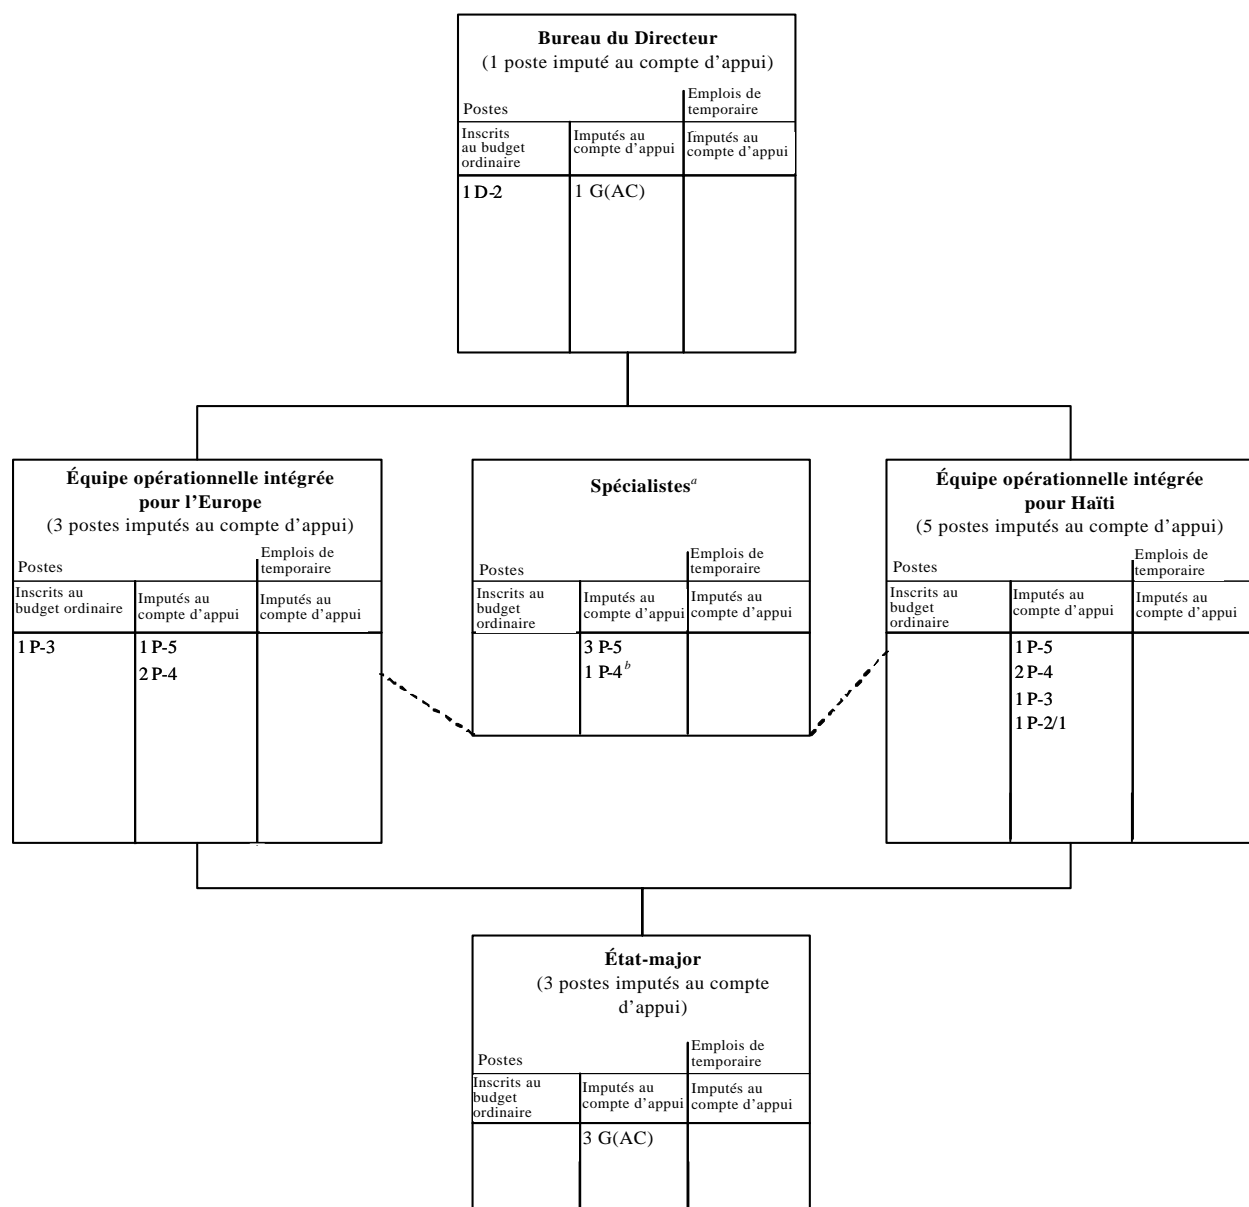 Bureau du Directeur
(1 poste imputé au compte d'appui)
Postes
Emplois de
temporaire
Inscrits
au budget
ordinaire
Imputés au
compte d'appui
Imputés au
compte d'appui
1 D-2
1 G(AC)
Équipe opérationnelle intégrée
pour l'Europe
(3 postes imputés au compte d'appui)
Postes
Emplois de
temporaire
Inscrits au
budget ordinaire
Imputés au
compte d'appui
Imputés au
compte d'appui
1 P-3
1 P-5
2 P-4
Spécialistesa
Postes
Emplois de
temporaire
Inscrits au
budget
ordinaire
Imputés au
compte d'appui
Imputés au
compte d'appui
3 P-5
1 P-4b
Équipe opérationnelle intégrée
pour Haïti
(5 postes imputés au compte d'appui)
Postes
Emplois de
temporaire
Inscrits au
budget
ordinaire
Imputés au
compte d'appui
Imputés au
compte d'appui
1 P-5
2 P-4
1 P-3
1 P-2/1
État-major
(3 postes imputés au compte
d'appui)
Postes
Emplois de
temporaire
Inscrits au
budget
ordinaire
Imputés au
compte d'appui
Imputés au
compte d'appui
3 G(AC)